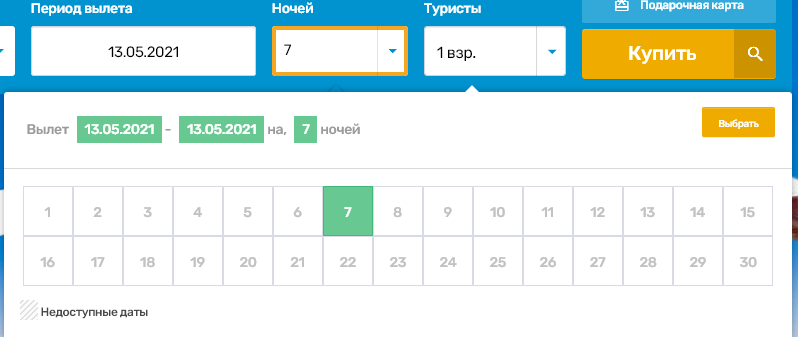 Подарочная карта
Период вылета Ночей Туристы
13.05.2021 7 1 взр. Купить
Вылет 13.05.2021 - 13.05.2021 на, 7 ночей Выбрать
1 2 3 4 5 6 7 8 9 10 11 12 13 14 15
16 17 18 19 20 21 22 23 24 25 26 27 28 29 30
Недоступные даты